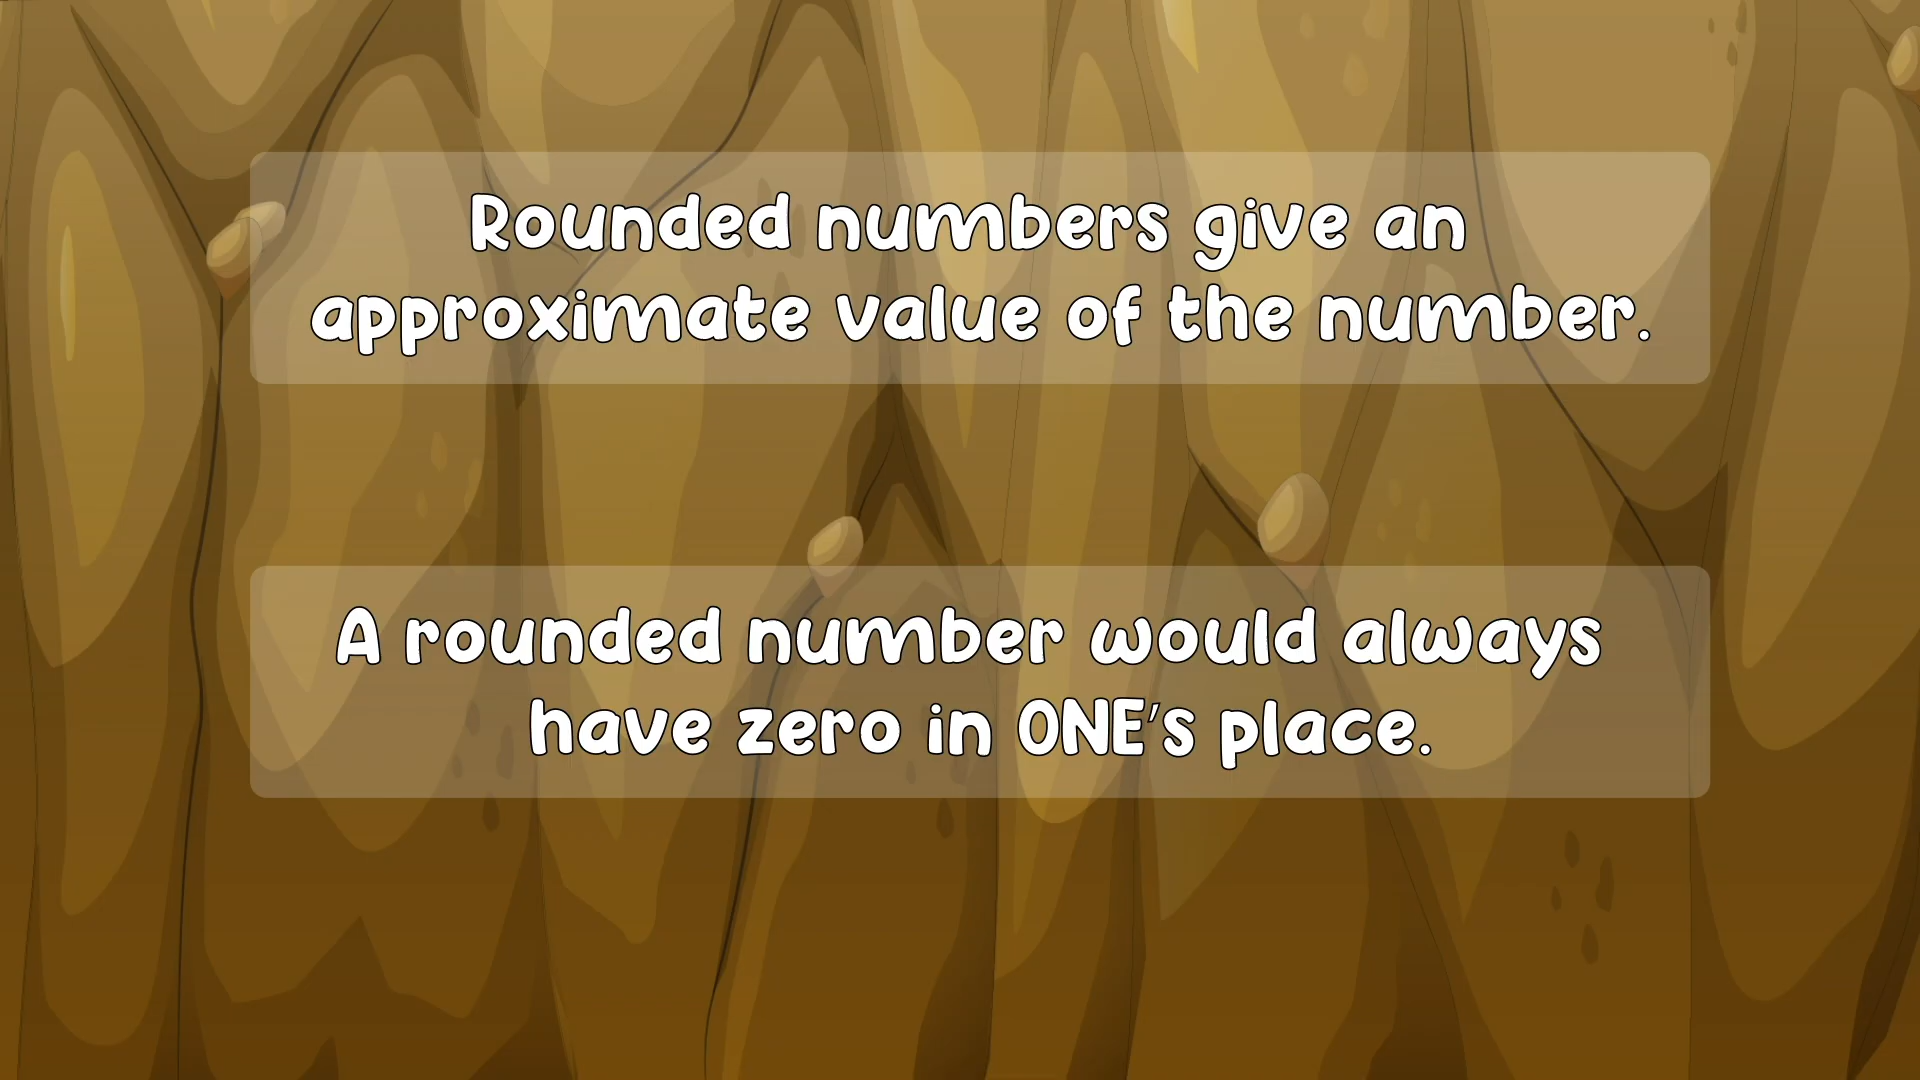 Rounded numbers give an
approximate value of the number.
A rounded number would always
have zero in ONE's place.